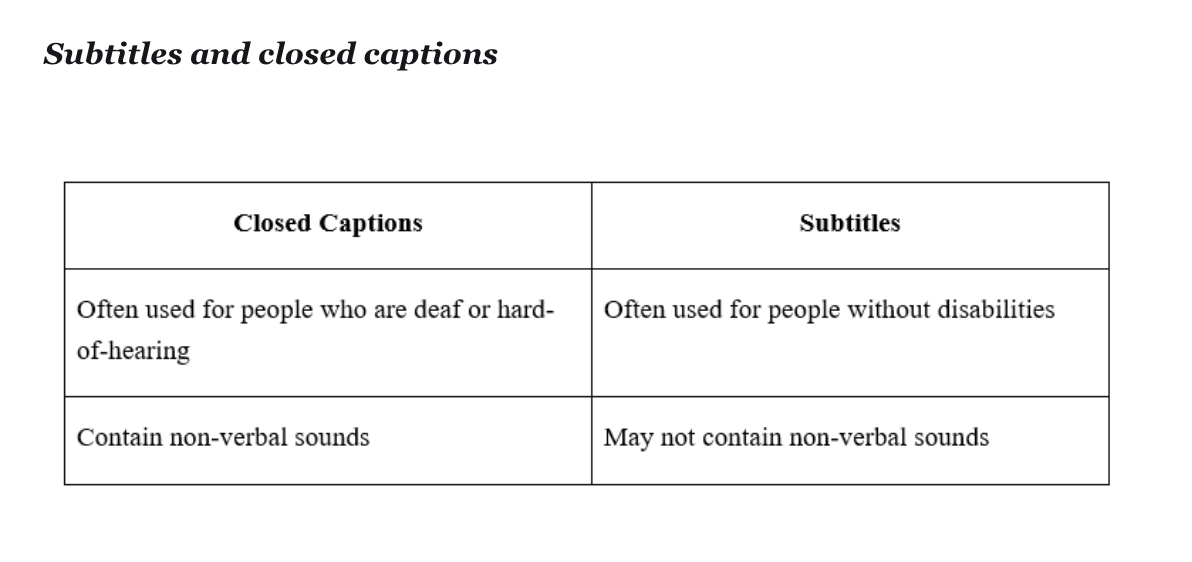 Subtitles and closed captions
Closed Captions
Subtitles
Often used for people who are deaf or hard-
of-hearing
Often used for people without disabilities
Contain non-verbal sounds
May not contain non-verbal sounds